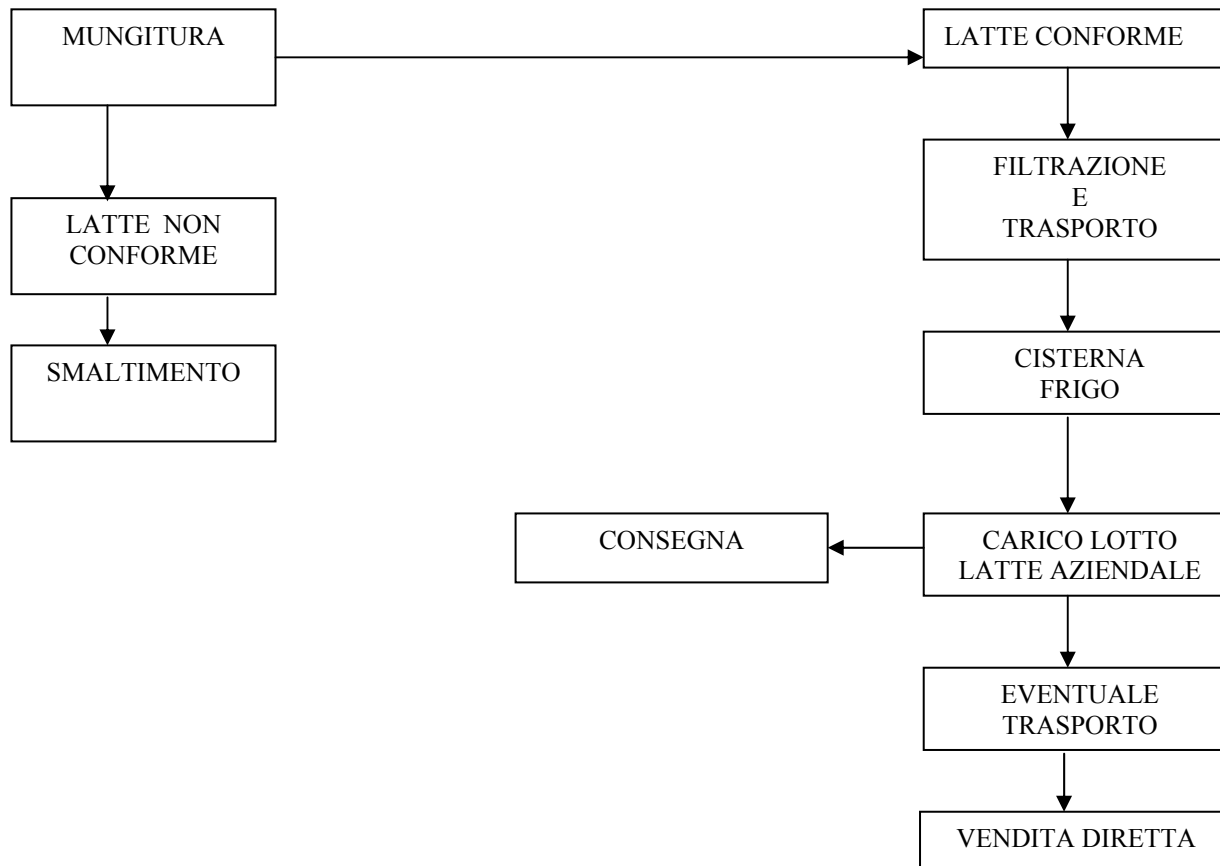 MUNGITURA
LATTE CONFORME
FILTRAZIONE
E
TRASPORTO
LATTE NON
CONFORME
SMALTIMENTO
CISTERNA
FRIGO
CONSEGNA
CARICO LOTTO
LATTE AZIENDALE
EVENTUALE
TRASPORTO
VENDITA DIRETTA